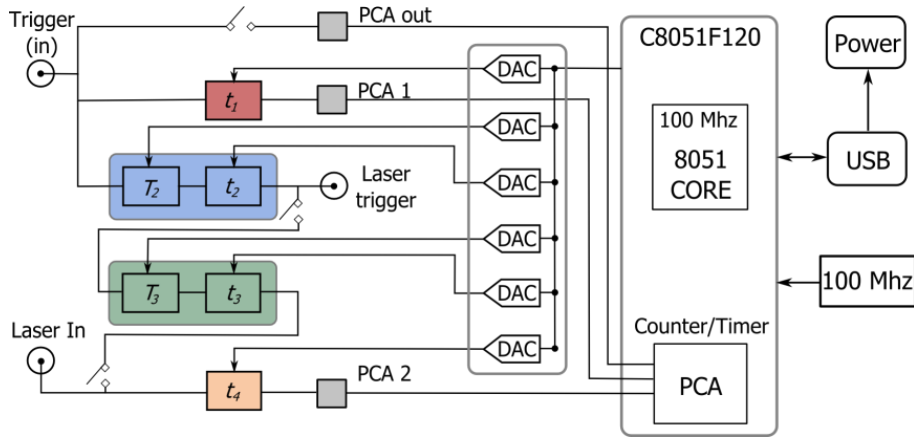 Trigger
(in)
PCA out
C8051F120
Power
DAC
t1
PCA 1
DAC
100 Mhz
8051
CORE
USB
T2
t2
Laser
trigger
DAC
DAC
T3
t3
DAC
100 Mhz
Laser In
Counter/Timer
DAC
t4
PCA 2
PCA